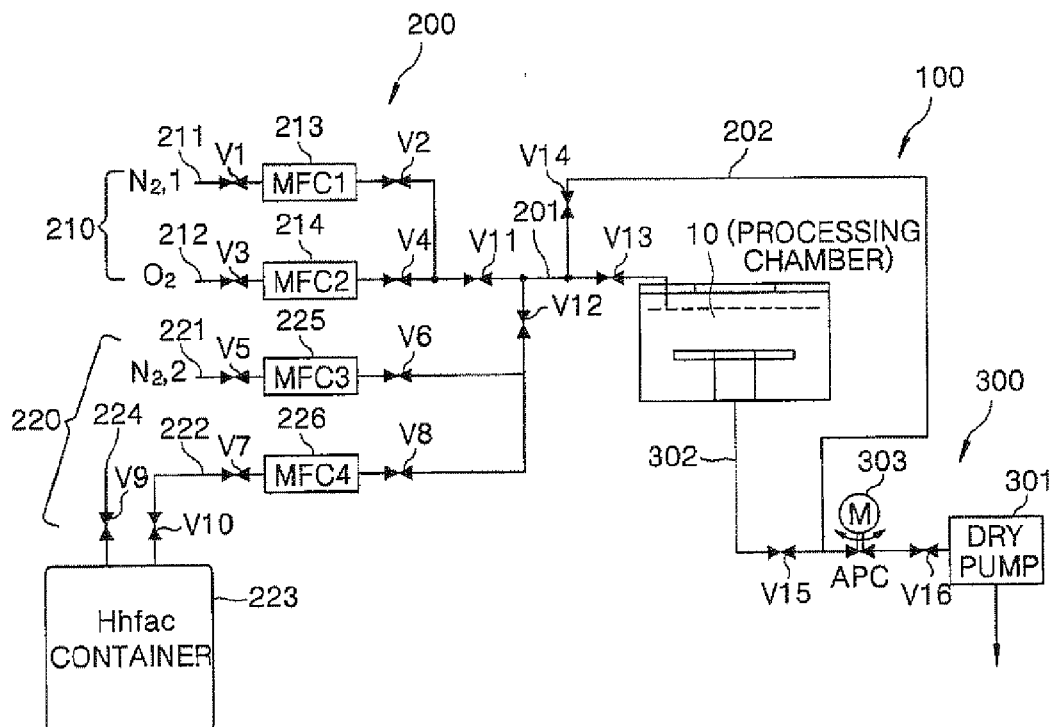 200
100
211
V1
213
V2
V14
202
N₂,1
MFC1
210
212
V3
214
V4
201
V11
V13
10 (PROCESSING
CHAMBER)
O₂
MFC2
V12
221
V5
225
V6
N₂,2
MFC3
220
224
222
V7
226
V8
300
V9
MFC4
302
303
301
V10
M
DRY
PUMP
V15
APC
V16
223
Hhfac
CONTAINER